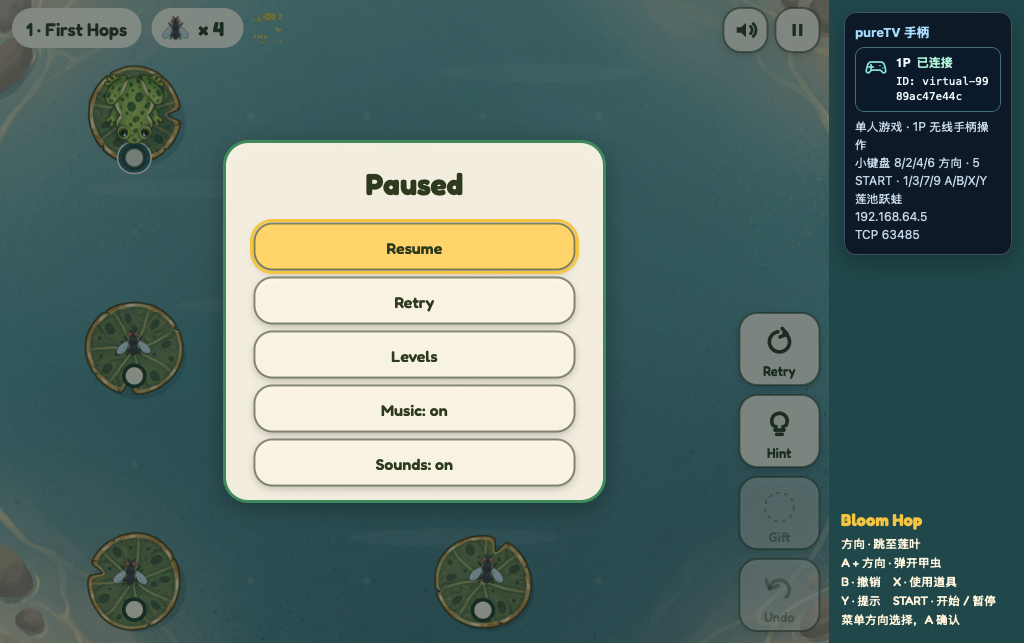 1 · First Hops
× 4
Paused
Resume
Retry
Levels
Music: on
Sounds: on
Retry
Hint
Gift
Undo
pureTV 手柄
1P 已连接
ID: virtual-99
89ac47e44c
单人游戏 · 1P 无线手柄操
作
小键盘 8/2/4/6 方向 · 5
START · 1/3/7/9 A/B/X/Y
莲池跃蛙
192.168.64.5
TCP 63485
Bloom Hop
方向 · 跳至莲叶
A + 方向 · 弹开甲虫
B · 撤销 X · 使用道具
Y · 提示 START · 开始 / 暂停
菜单方向选择，A 确认